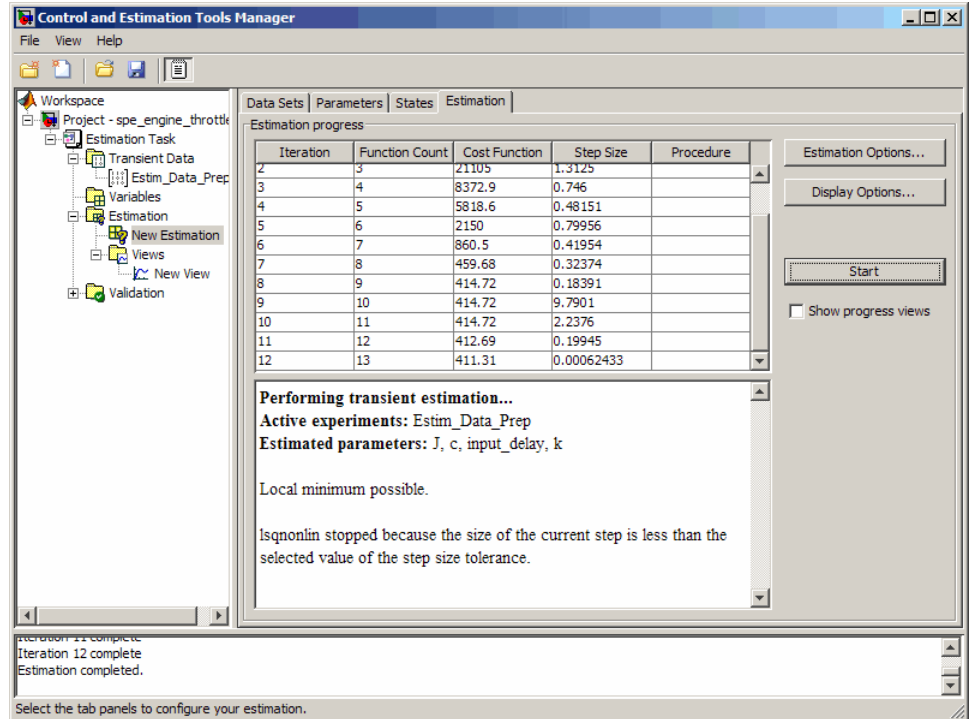 Control and Estimation Tools Manager
File View Help
Workspace
Project - spe_engine_throttle
Estimation Task
Transient Data
Estim_Data_Prep
Variables
Estimation
New Estimation
Views
New View
Validation
Data Sets Parameters States Estimation
Estimation progress
Iteration Function Count Cost Function Step Size Procedure
2 3 21105 1.3125
3 4 8372.9 0.746
4 5 5818.6 0.48151
5 6 2150 0.79956
6 7 860.5 0.41954
7 8 459.68 0.32374
8 9 414.72 0.18391
9 10 414.72 9.7901
10 11 414.72 2.2376
11 12 412.69 0.19945
12 13 411.31 0.00062433
Estimation Options...
Display Options...
Start
Show progress views
Performing transient estimation...
Active experiments: Estim_Data_Prep
Estimated parameters: J, c, input_delay, k
Local minimum possible.
lsqnonlin stopped because the size of the current step is less than the
selected value of the step size tolerance.
Iteration 11 complete
Iteration 12 complete
Estimation completed.
Select the tab panels to configure your estimation.